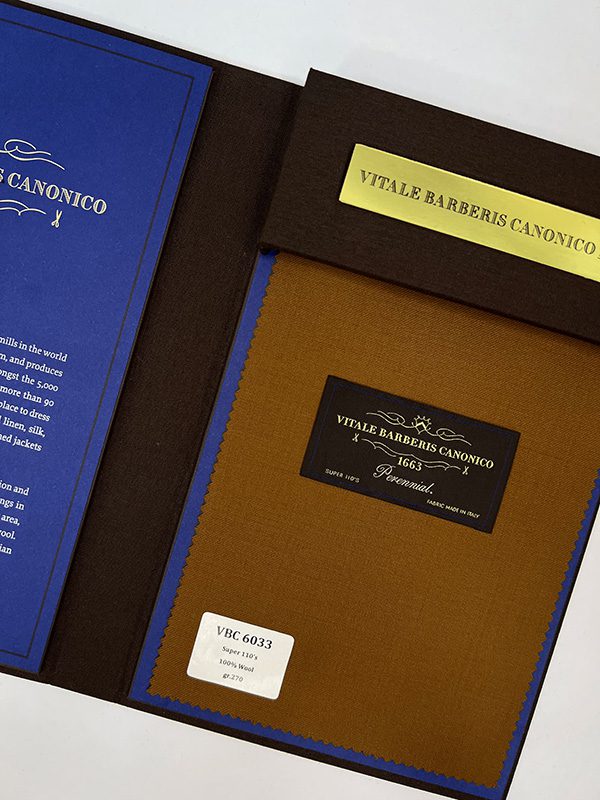 S CANONICO
mills in the world
n, and produces
ngst the 5,000
more than 90
place to dress
linen, silk,
ned jackets
ion and
ngs in
area,
ool.
ian
VITALE BARBERIS CANONICO
VITALE BARBERIS CANONICO
1663
Perennial.
SUPER 110'S
FABRIC MADE IN ITALY
VBC 6033
Super 110's
100% Wool
gr.270